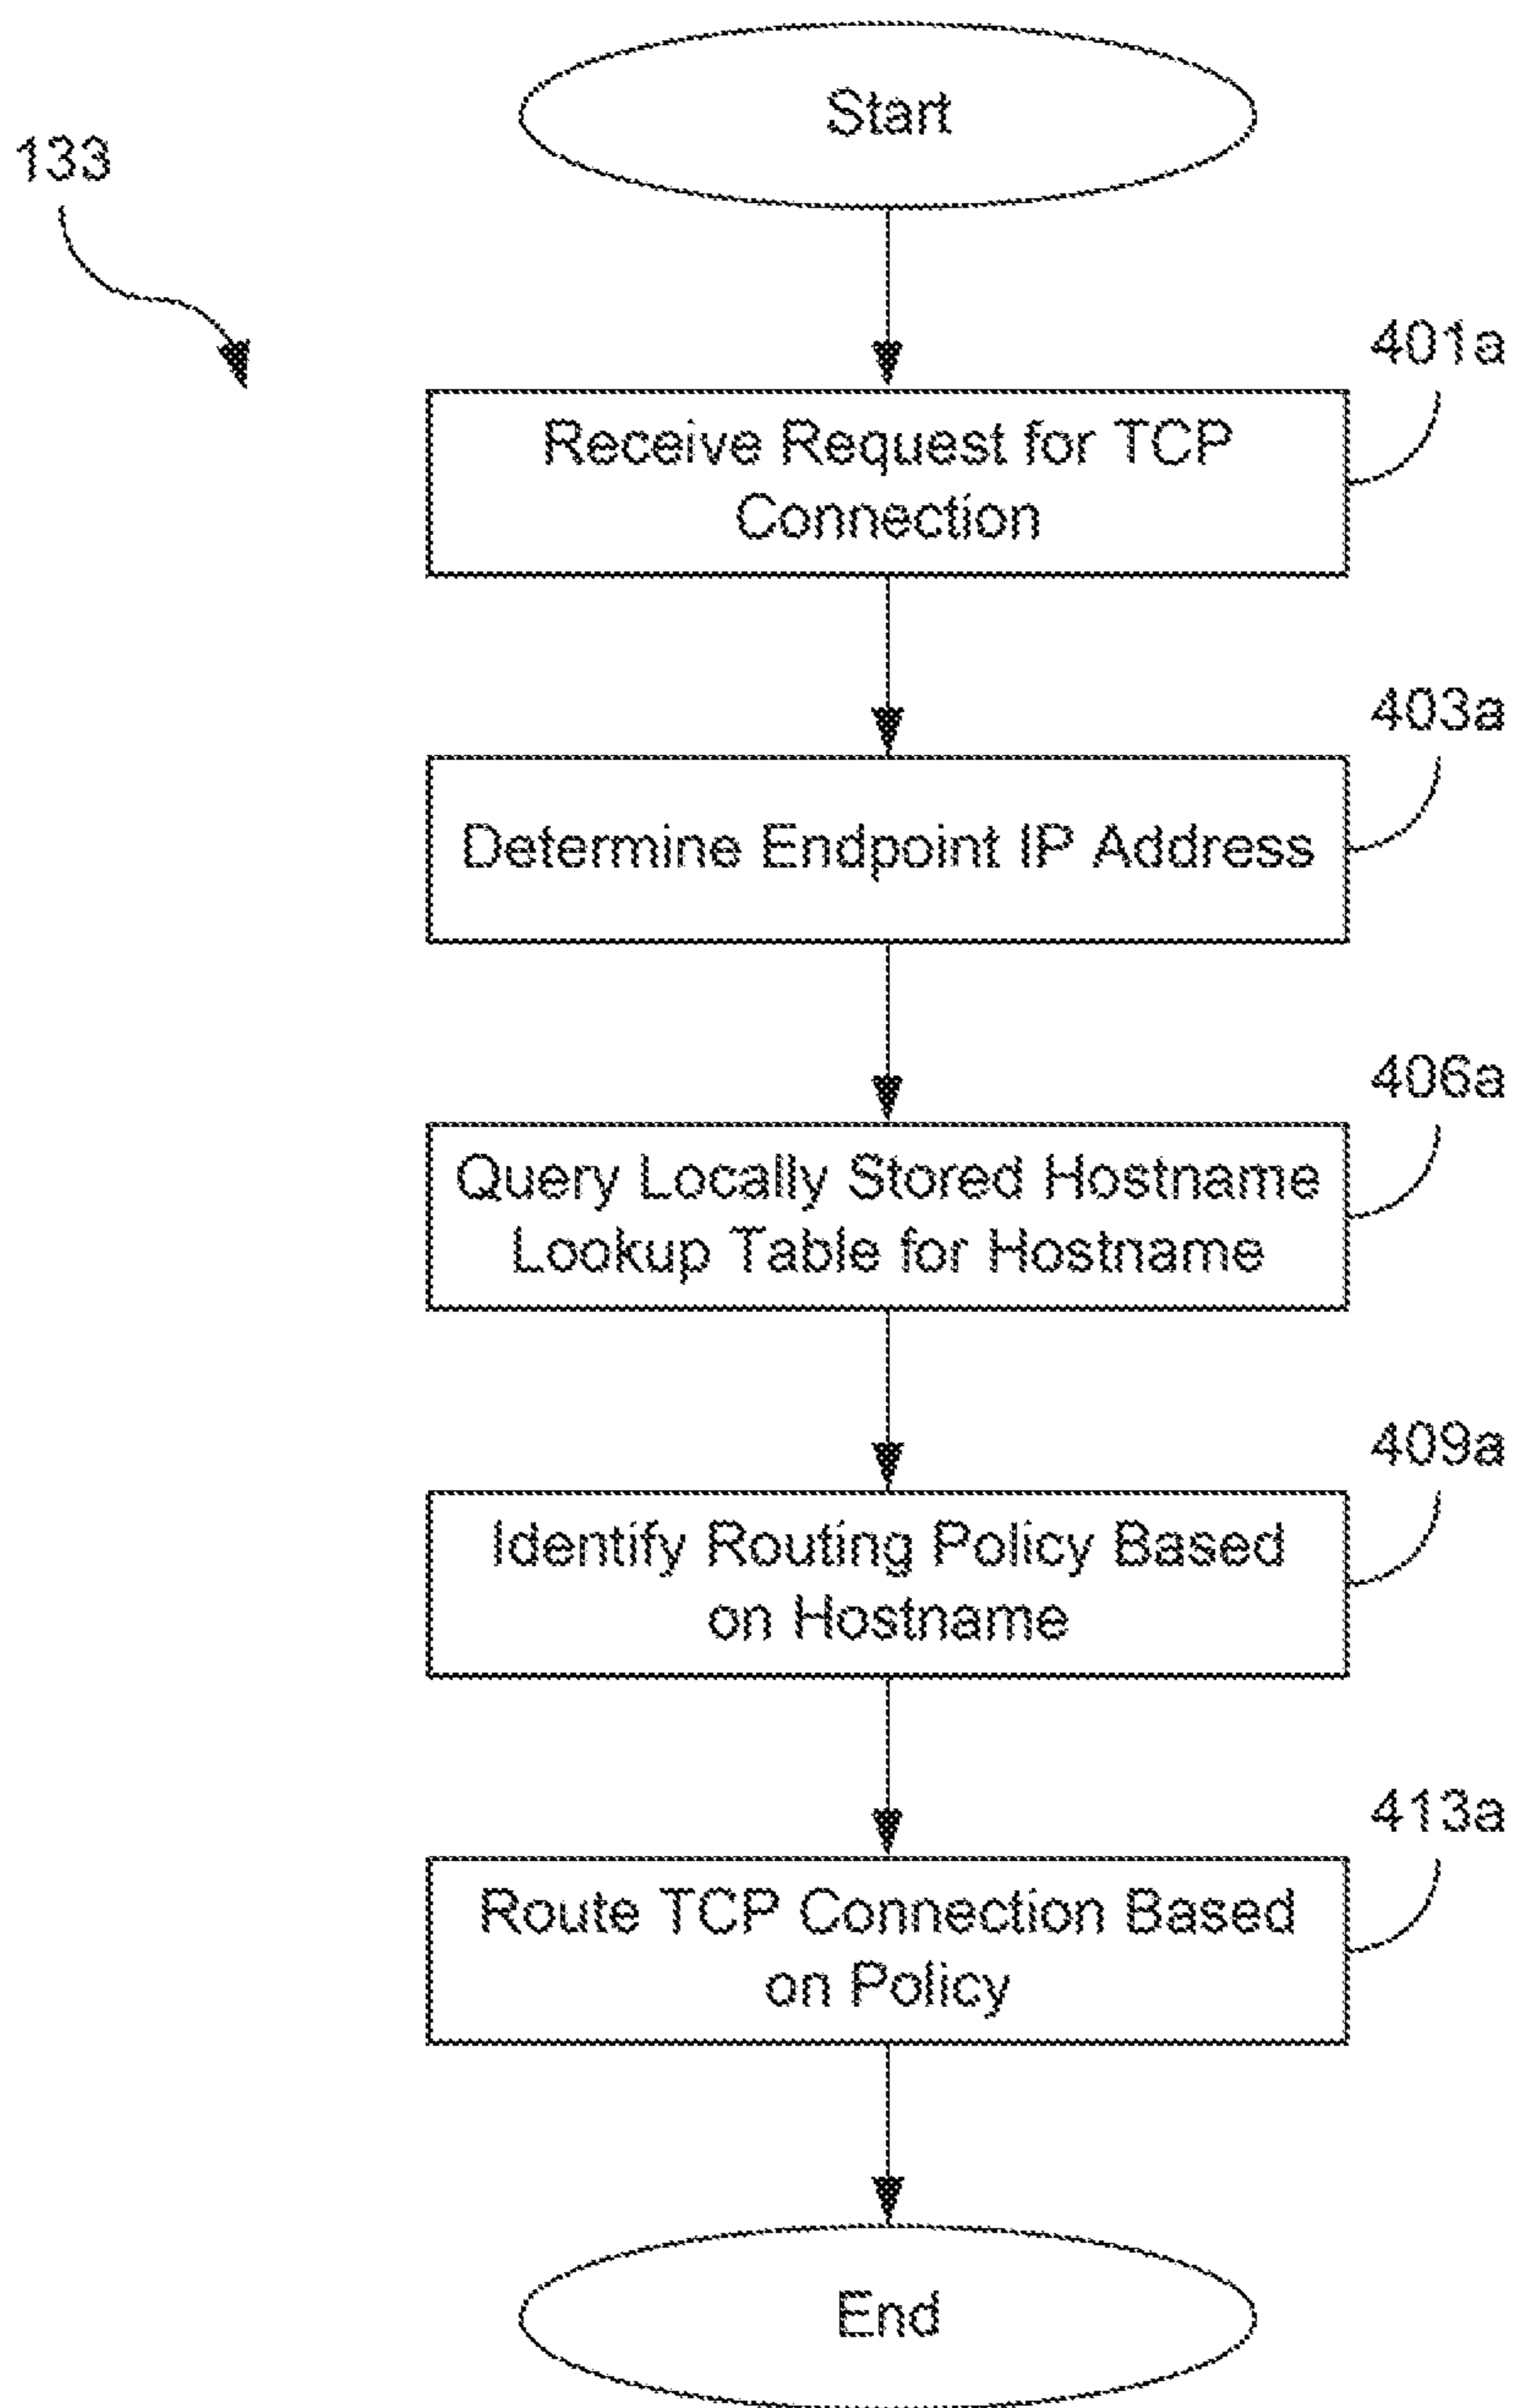 Start
133
401a
Receive Request for TCP
Connection
403a
Determine Endpoint IP Address
406a
Query Locally Stored Hostname
Lookup Table for Hostname
409a
Identify Routing Policy Based
on Hostname
413a
Route TCP Connection Based
on Policy
End